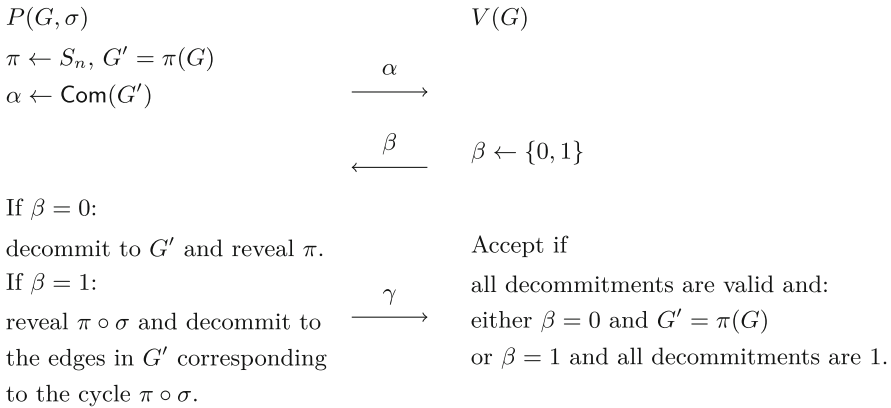 P(G, σ)
V(G)
π ← Sₙ, G′ = π(G)
α ← Com(G′)
α
β
β ← {0, 1}
If β = 0:
decommit to G′ and reveal π.
If β = 1:
reveal π ∘ σ and decommit to
the edges in G′ corresponding
to the cycle π ∘ σ.
γ
Accept if
all decommitments are valid and:
either β = 0 and G′ = π(G)
or β = 1 and all decommitments are 1.